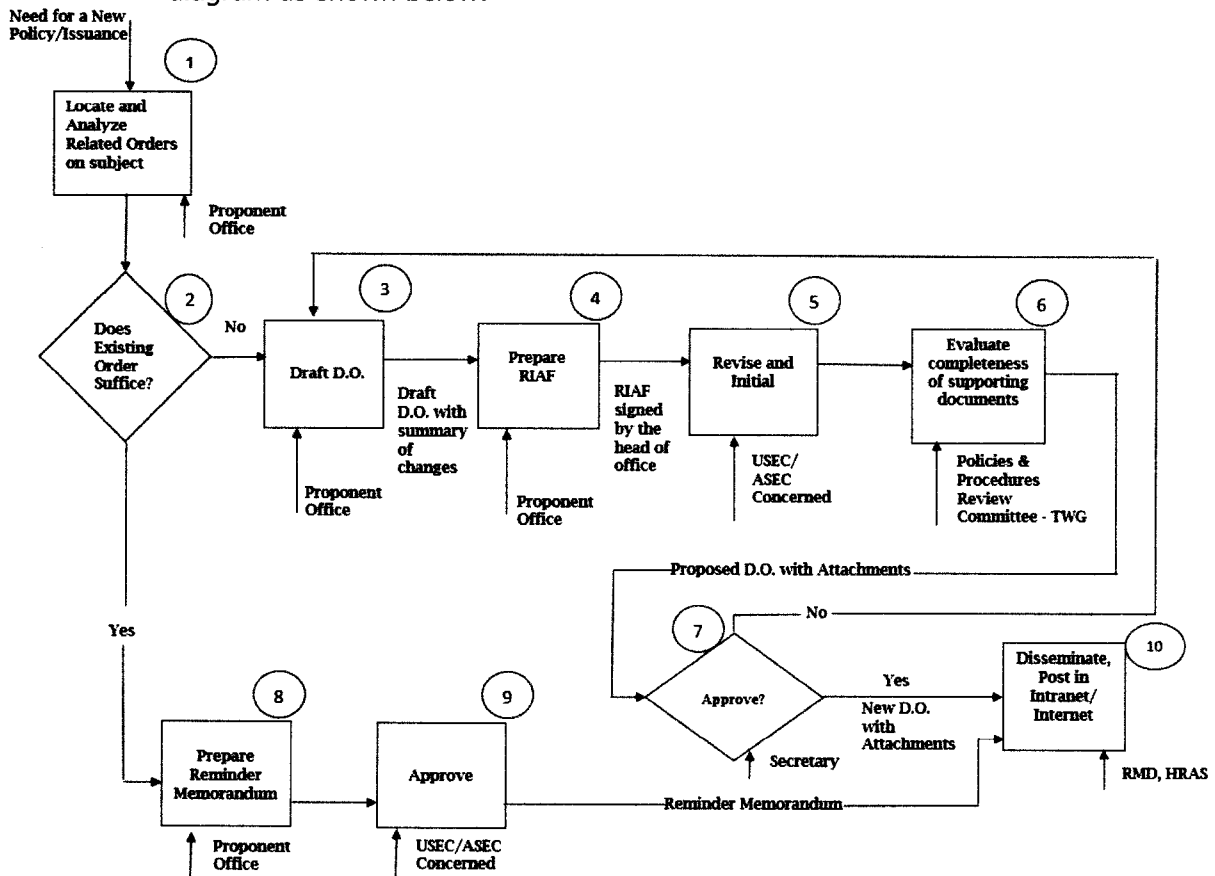 diagram as shown below:
Need for a New
Policy/Issuance
1
Locate and
Analyze
Related Orders
on subject
Proponent
Office
2
Does
Existing
Order
Suffice?
No
3
Draft D.O.
Proponent
Office
Draft
D.O. with
summary
of
changes
4
Prepare
RIAF
Proponent
Office
RIAF
signed
by the
head of
office
5
Revise and
Initial
USEC/
ASEC
Concerned
6
Evaluate
completeness
of supporting
documents
Policies &
Procedures
Review
Committee - TWG
Proposed D.O. with Attachments
No
7
Approve?
Secretary
Yes
New D.O.
with
Attachments
10
Disseminate,
Post in
Intranet/
Internet
RMD, HRAS
Yes
8
Prepare
Reminder
Memorandum
Proponent
Office
9
Approve
USEC/ASEC
Concerned
Reminder Memorandum